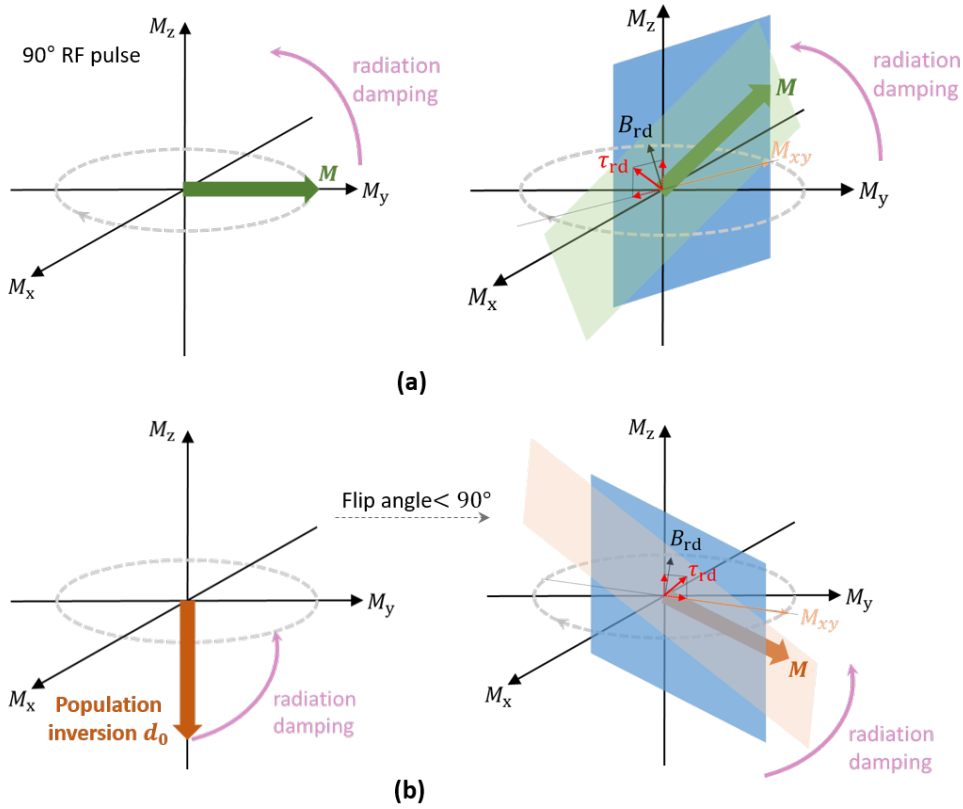 M_z
90° RF pulse
radiation
damping
M
M_y
M_x
M_z
radiation
damping
M
B_rd
τ_rd
M_xy
M_y
M_x
(a)
M_z
Flip angle< 90°
M_y
M_x
Population
inversion d_0
radiation
damping
M_z
B_rd
τ_rd
M_y
M_xy
M
M_x
radiation
damping
(b)